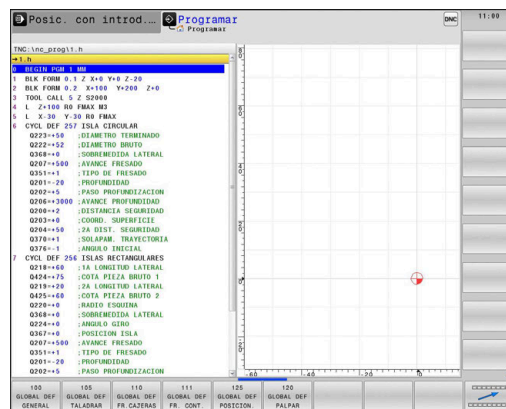 Posic. con introd....
Programar
Programar
DNC
11:00
TNC:\nc_prog\1.h
→1.h
0 BEGIN PGM 1 MM
1 BLK FORM 0.1 Z X+0 Y+0 Z-20
2 BLK FORM 0.2 X+100 Y+200 Z+0
3 TOOL CALL 5 Z S2000
4 L Z+100 R0 FMAX M3
5 L X-30 Y-30 R0 FMAX
6 CYCL DEF 257 ISLA CIRCULAR
Q223=+50 ;DIAMETRO TERMINADO
Q222=+52 ;DIAMETRO BRUTO
Q368=+0 ;SOBREMEDIDA LATERAL
Q207=+500 ;AVANCE FRESADO
Q351=+1 ;TIPO DE FRESADO
Q201=-20 ;PROFUNDIDAD
Q202=+5 ;PASO PROFUNDIZACION
Q206=+3000 ;AVANCE PROFUNDIDAD
Q200=+2 ;DISTANCIA SEGURIDAD
Q203=+0 ;COORD. SUPERFICIE
Q204=+50 ;2A DIST. SEGURIDAD
Q370=+1 ;SOLAPAM. TRAYECTORIA
Q376=-1 ;ANGULO INICIAL
7 CYCL DEF 256 ISLAS RECTANGULARES
Q218=+60 ;1A LONGITUD LATERAL
Q424=+75 ;COTA PIEZA BRUTO 1
Q219=+20 ;2A LONGITUD LATERAL
Q425=+60 ;COTA PIEZA BRUTO 2
Q220=+0 ;RADIO ESQUINA
Q368=+0 ;SOBREMEDIDA LATERAL
Q224=+0 ;ANGULO GIRO
Q367=+0 ;POSICION ISLA
Q207=+500 ;AVANCE FRESADO
Q351=+1 ;TIPO DE FRESADO
Q201=-20 ;PROFUNDIDAD
Q202=+5 ;PASO PROFUNDIZACION
-60 -40 -20 0
100 GLOBAL DEF GENERAL
105 GLOBAL DEF TALADRAR
110 GLOBAL DEF FR.CAJERAS
111 GLOBAL DEF FR. CONT.
125 GLOBAL DEF POSICION.
120 GLOBAL DEF PALPAR